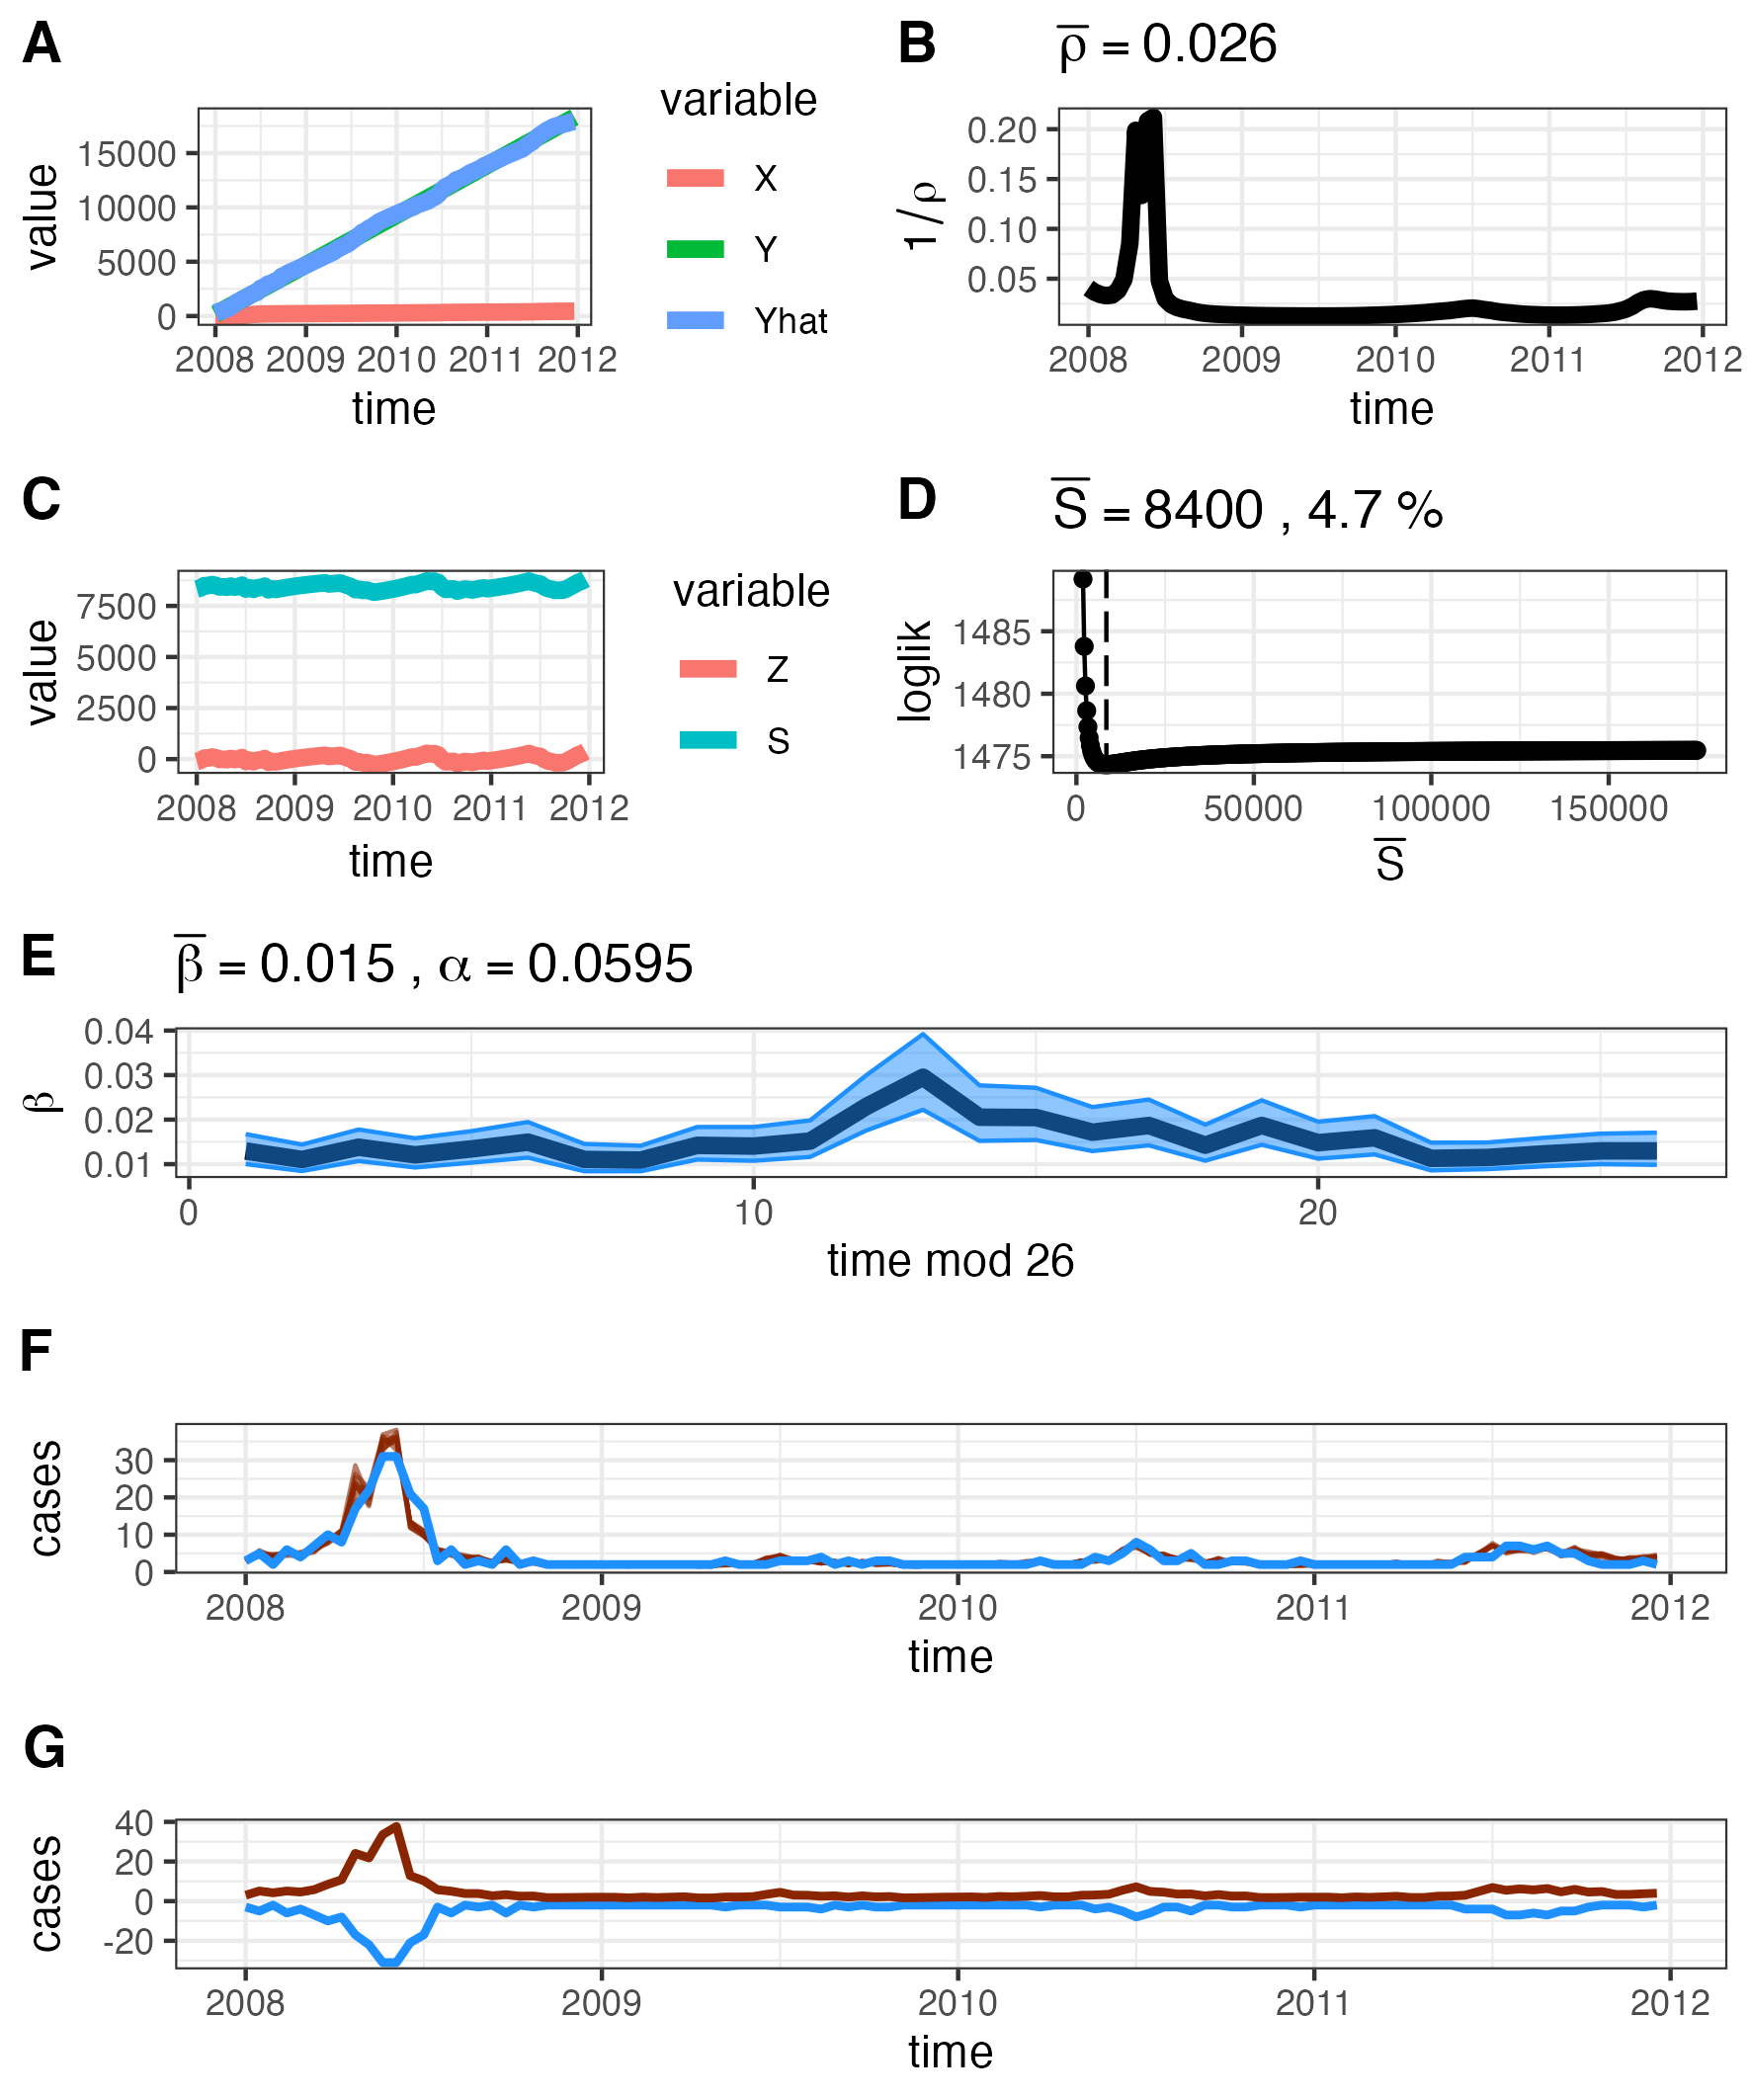 A
value
15000
10000
5000
0
2008 2009 2010 2011 2012
time
variable
X
Y
Yhat
B
ρ̅ = 0.026
1/ρ
0.20
0.15
0.10
0.05
2008 2009 2010 2011 2012
time
C
value
7500
5000
2500
0
2008 2009 2010 2011 2012
time
variable
Z
S
D
S̅ = 8400 , 4.7 %
loglik
1485
1480
1475
0 50000 100000 150000
S̅
E
β̅ = 0.015 , α = 0.0595
β
0.04
0.03
0.02
0.01
0 10 20
time mod 26
F
cases
30
20
10
0
2008 2009 2010 2011 2012
time
G
cases
40
20
0
-20
2008 2009 2010 2011 2012
time